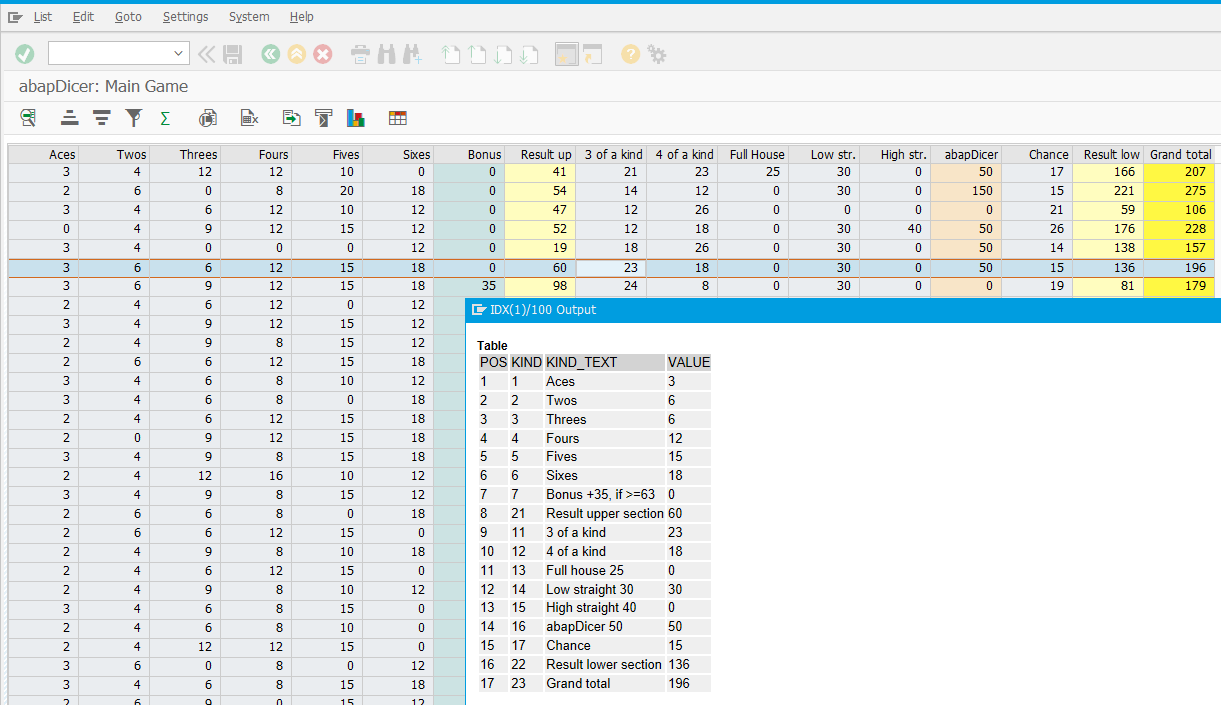 List Edit Goto Settings System Help
abapDicer: Main Game
Aces Twos Threes Fours Fives Sixes Bonus Result up 3 of a kind 4 of a kind Full House Low str. High str. abapDicer Chance Result low Grand total
3 4 12 12 10 0 0 41 21 23 25 30 0 50 17 166 207
2 6 0 8 20 18 0 54 14 12 0 30 0 150 15 221 275
3 4 6 12 10 12 0 47 12 26 0 0 0 0 21 59 106
0 4 9 12 15 12 0 52 12 18 0 30 40 50 26 176 228
3 4 0 0 0 12 0 19 18 26 0 30 0 50 14 138 157
3 6 6 12 15 18 0 60 23 18 0 30 0 50 15 136 196
3 6 9 12 15 18 35 98 24 8 0 30 0 0 19 81 179
2 4 6 12 0 12
3 4 9 12 15 12
2 4 9 8 15 12
2 6 6 12 15 18
3 4 6 8 10 12
3 4 6 8 0 18
2 4 6 12 15 18
2 0 9 12 15 18
3 4 9 8 15 18
2 4 12 16 10 12
3 4 9 8 15 12
2 6 6 8 0 18
2 6 6 12 15 0
2 4 9 8 10 18
2 4 6 12 15 0
2 4 9 8 10 12
3 4 6 8 15 0
2 4 6 8 10 0
2 4 12 12 15 0
3 6 0 8 0 12
3 4 6 8 15 18
2 6 9 0 15 12
IDX(1)/100 Output
Table
POS KIND KIND_TEXT VALUE
1 1 Aces 3
2 2 Twos 6
3 3 Threes 6
4 4 Fours 12
5 5 Fives 15
6 6 Sixes 18
7 7 Bonus +35, if >=63 0
8 21 Result upper section 60
9 11 3 of a kind 23
10 12 4 of a kind 18
11 13 Full house 25 0
12 14 Low straight 30 30
13 15 High straight 40 0
14 16 abapDicer 50 50
15 17 Chance 15
16 22 Result lower section 136
17 23 Grand total 196